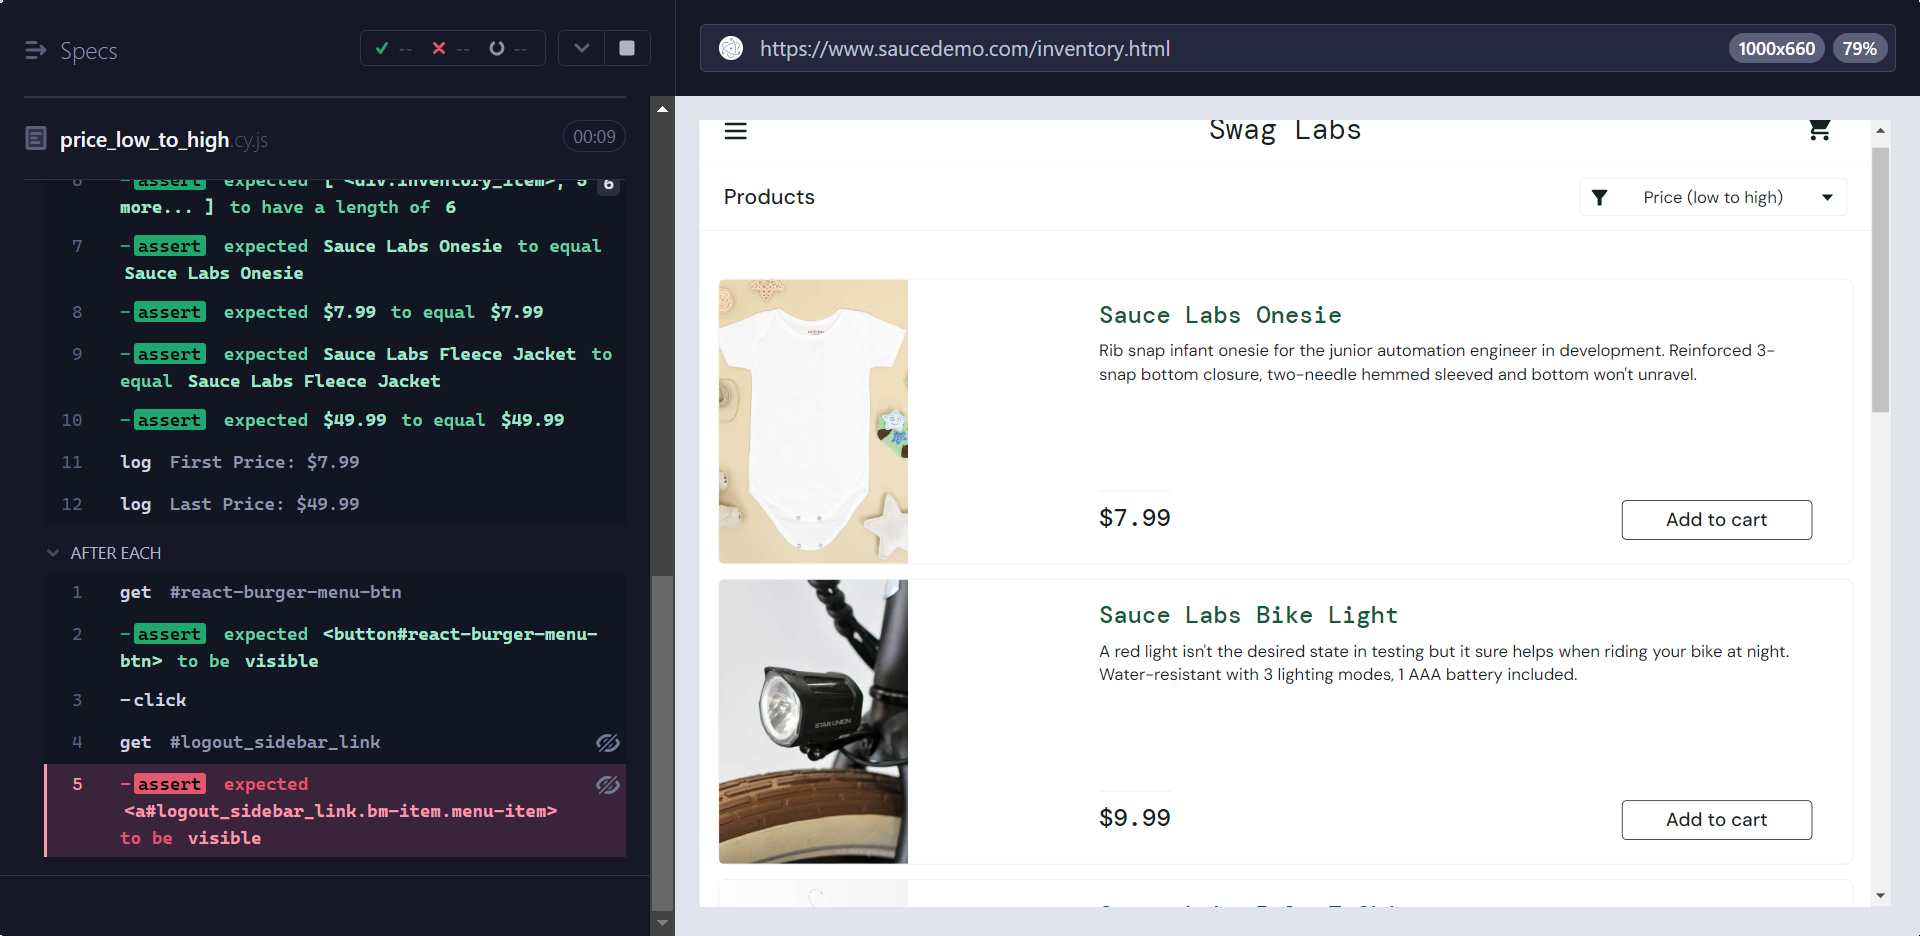 Specs
-- -- --
price_low_to_high.cy.js 00:09
6 -assert expected [ <div.inventory_item>, 5 6
more... ] to have a length of 6
7 -assert expected Sauce Labs Onesie to equal
Sauce Labs Onesie
8 -assert expected $7.99 to equal $7.99
9 -assert expected Sauce Labs Fleece Jacket to
equal Sauce Labs Fleece Jacket
10 -assert expected $49.99 to equal $49.99
11 log First Price: $7.99
12 log Last Price: $49.99
AFTER EACH
1 get #react-burger-menu-btn
2 -assert expected <button#react-burger-menu-
btn> to be visible
3 -click
4 get #logout_sidebar_link
5 -assert expected
<a#logout_sidebar_link.bm-item.menu-item>
to be visible
https://www.saucedemo.com/inventory.html 1000x660 79%
Swag Labs
Products Price (low to high)
Sauce Labs Onesie
Rib snap infant onesie for the junior automation engineer in development. Reinforced 3-
snap bottom closure, two-needle hemmed sleeved and bottom won't unravel.
$7.99 Add to cart
Sauce Labs Bike Light
A red light isn't the desired state in testing but it sure helps when riding your bike at night.
Water-resistant with 3 lighting modes, 1 AAA battery included.
STAR UNION
$9.99 Add to cart